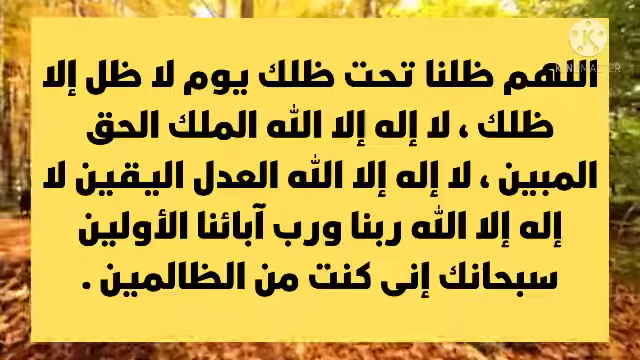 KINEMASTER
اللهم ظلنا تحت ظلك يوم لا ظل إلا
ظلك ، لا إله إلا الله الملك الحق
المبين ، لا إله إلا الله العدل اليقين لا
إله إلا الله ربنا ورب آبائنا الأولين
سبحانك إنى كنت من الظالمين .